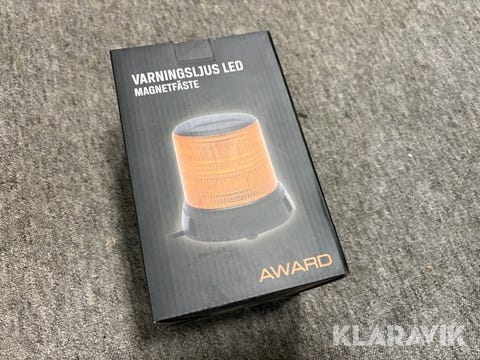 VARNINGSLJUS LED
MAGNETFÄSTE
AWARD
KLARAVIK